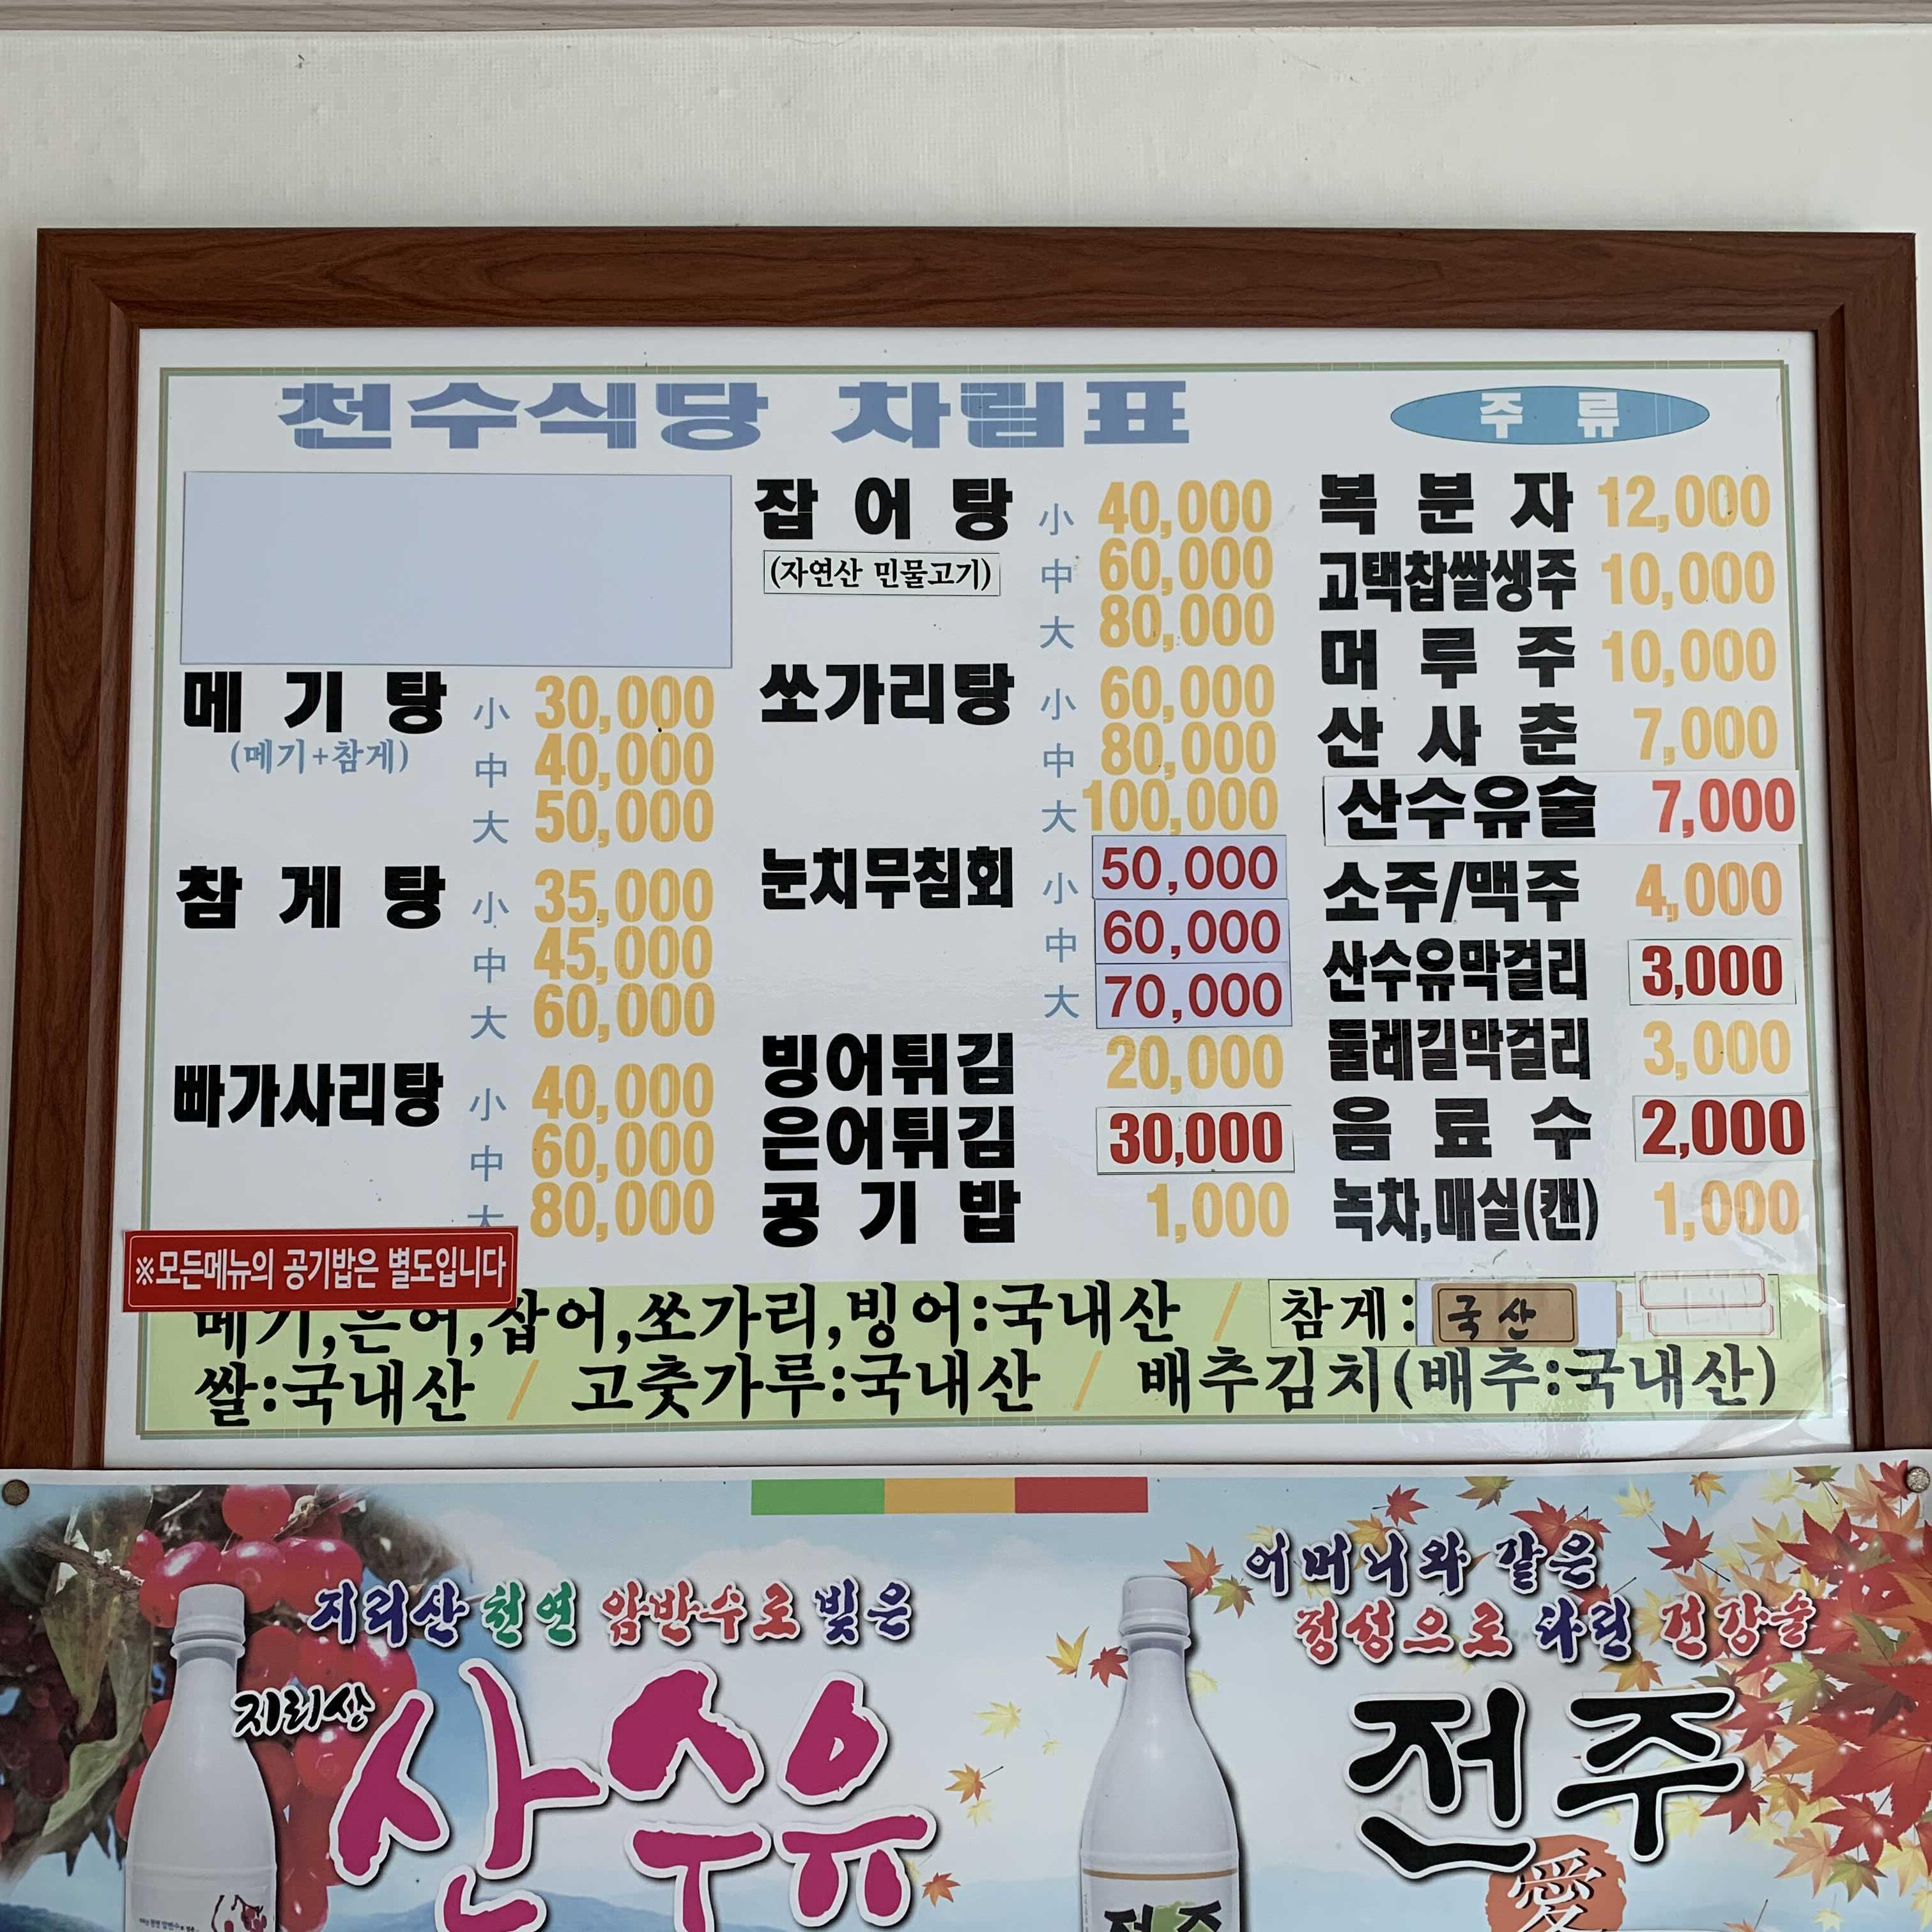 천수식당 차림표
메기탕 小 30,000
(메기+참게) 中 40,000
大 50,000
참게탕 小 35,000
中 45,000
大 60,000
빠가사리탕 小 40,000
中 60,000
大 80,000
※모든메뉴의 공기밥은 별도입니다
잡어탕 小 40,000
(자연산 민물고기) 中 60,000
大 80,000
쏘가리탕 小 60,000
中 80,000
大 100,000
눈치무침회 小 50,000
中 60,000
大 70,000
빙어튀김 20,000
은어튀김 30,000
공기밥 1,000
주류
복분자 12,000
고택찹쌀생주 10,000
머루주 10,000
산사춘 7,000
산수유술 7,000
소주/맥주 4,000
산수유막걸리 3,000
둘레길막걸리 3,000
음료수 2,000
녹차,매실(캔) 1,000
메기,은어,잡어,쏘가리,빙어:국내산 / 참게: 국산
쌀:국내산 / 고춧가루:국내산 / 배추김치(배추:국내산)
지리산 천연 암반수로 빚은
지리산
산수유
어머니와 같은
정성으로 차린 건강술
전주
愛
전주